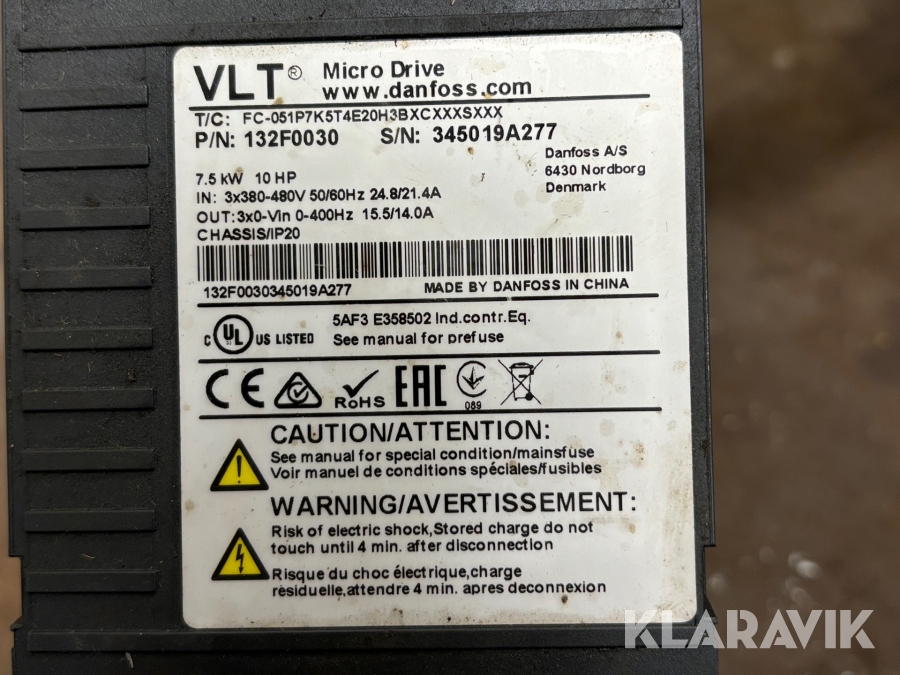 VLT® Micro Drive
www.danfoss.com
T/C: FC-051P7K5T4E20H3BXCXXXSXXX
P/N: 132F0030 S/N: 345019A277
Danfoss A/S
6430 Nordborg
Denmark
7.5 kW 10 HP
IN: 3x380-480V 50/60Hz 24.8/21.4A
OUT:3x0-Vin 0-400Hz 15.5/14.0A
CHASSIS/IP20
132F0030345019A277 MADE BY DANFOSS IN CHINA
c UL US LISTED
5AF3 E358502 Ind.contr.Eq.
See manual for prefuse
CE RoHS EAC 089
CAUTION/ATTENTION:
See manual for special condition/mainsfuse
Voir manuel de conditions spéciales/fusibles
WARNING/AVERTISSEMENT:
Risk of electric shock,Stored charge do not
touch until 4 min. after disconnection
Risque du choc électrique,charge
résiduelle,attendre 4 min. apres deconnexion
KLARAVIK